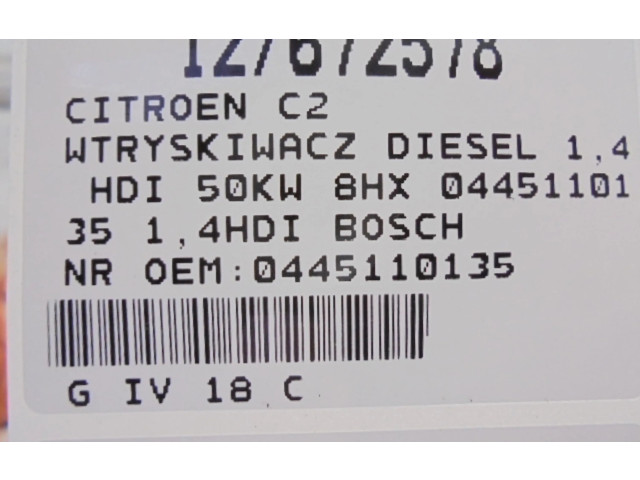 127672578
CITROEN C2
WTRYSKIWACZ DIESEL 1,4
HDI 50KW 8HX 04451101
35 1,4HDI BOSCH
NR OEM:0445110135
G IV 18 C